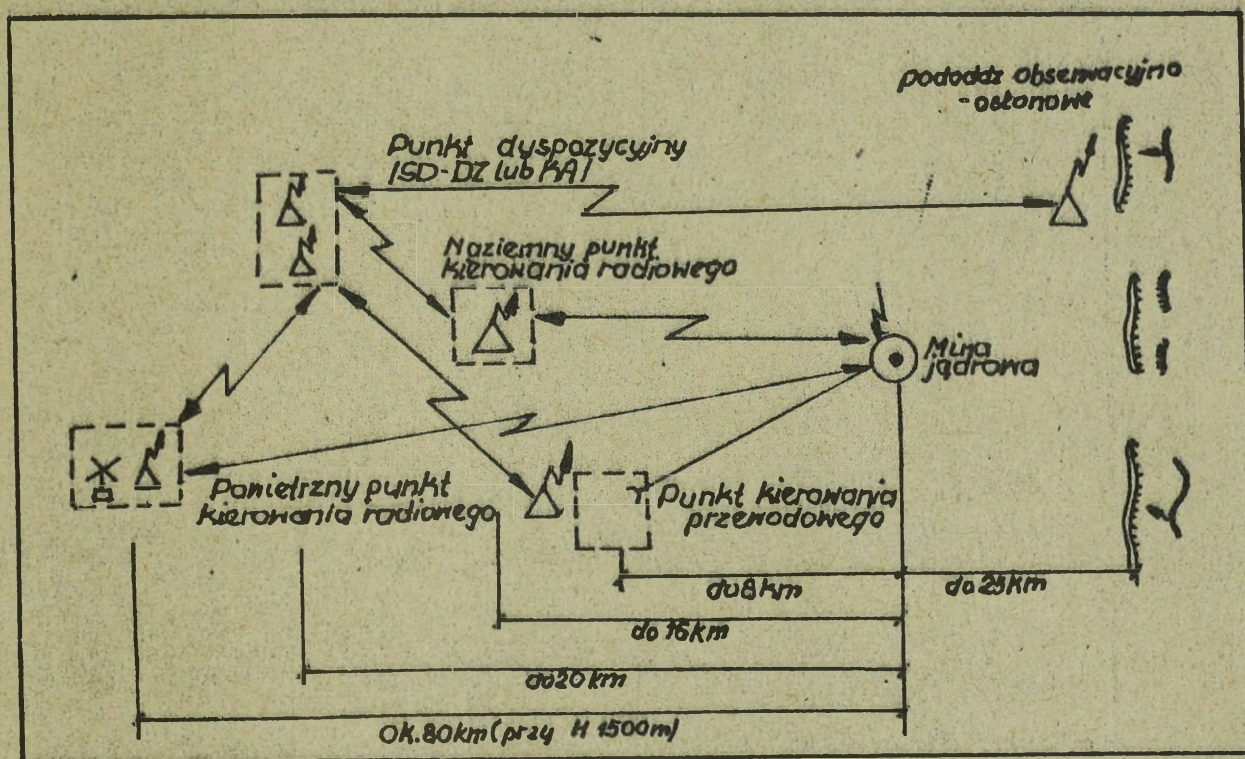 pododdz obserwacyjno
-osłonowe
Punkt dyspozycyjny
/SD-DZ lub KA/
Naziemny punkt
kierowania radiowego
Mina
jądrowa
Powietrzny punkt
kierowania radiowego
Punkt kierowania
przewodowego
do 8 km
do 25 km
do 16 km
do 20 km
Ok. 80 km (przy H 1500 m)